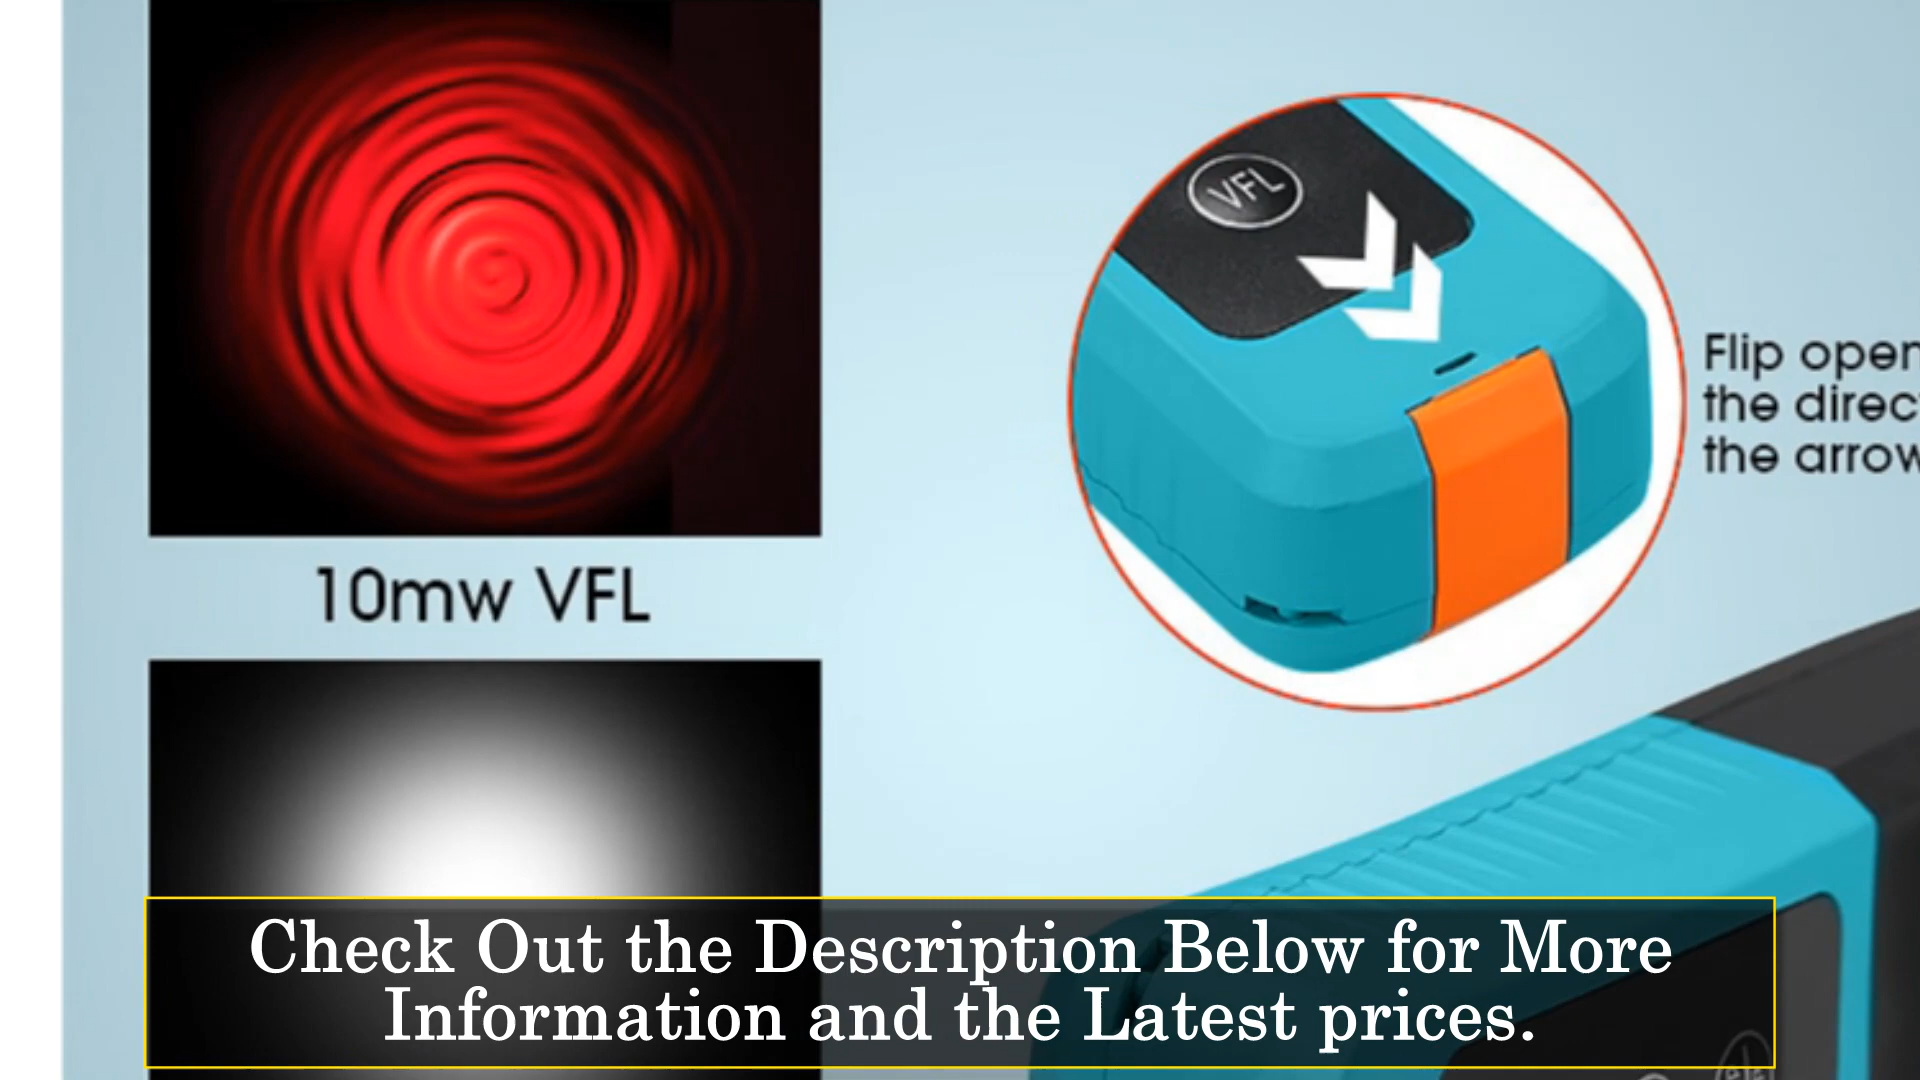 VFL
Flip open
the direc
the arrow
10mw VFL
Check Out the Description Below for More
Information and the Latest prices.